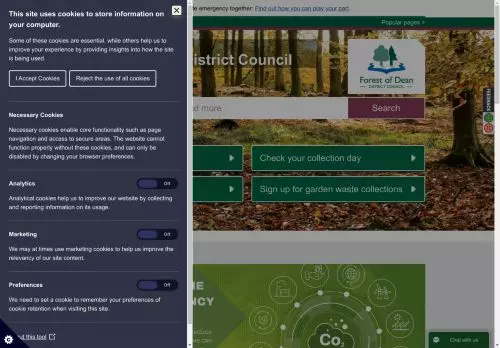 This site uses cookies to store information on
your computer.
Some of these cookies are essential, while others help us to
improve your experience by providing insights into how the site
is being used.
I Accept Cookies
Reject the use of all cookies
Necessary Cookies
Necessary cookies enable core functionality such as page
navigation and access to secure areas. The website cannot
function properly without these cookies, and can only be
disabled by changing your browser preferences.
Analytics
Off
Analytical cookies help us to improve our website by collecting
and reporting information on its usage.
Marketing
Off
We may at times use marketing cookies to help us improve the
relevancy of our site content.
Preferences
Off
We need to set a cookie to remember your preferences of
cookie retention when visiting this site.
this tool
e emergency together: Find out how you can play your part.
Popular pages >
istrict Council
Forest of Dean
DISTRICT COUNCIL
d more
Search
FEEDBACK
Check your collection day
Sign up for garden waste collections
NE
NCY
Co
Chat with us